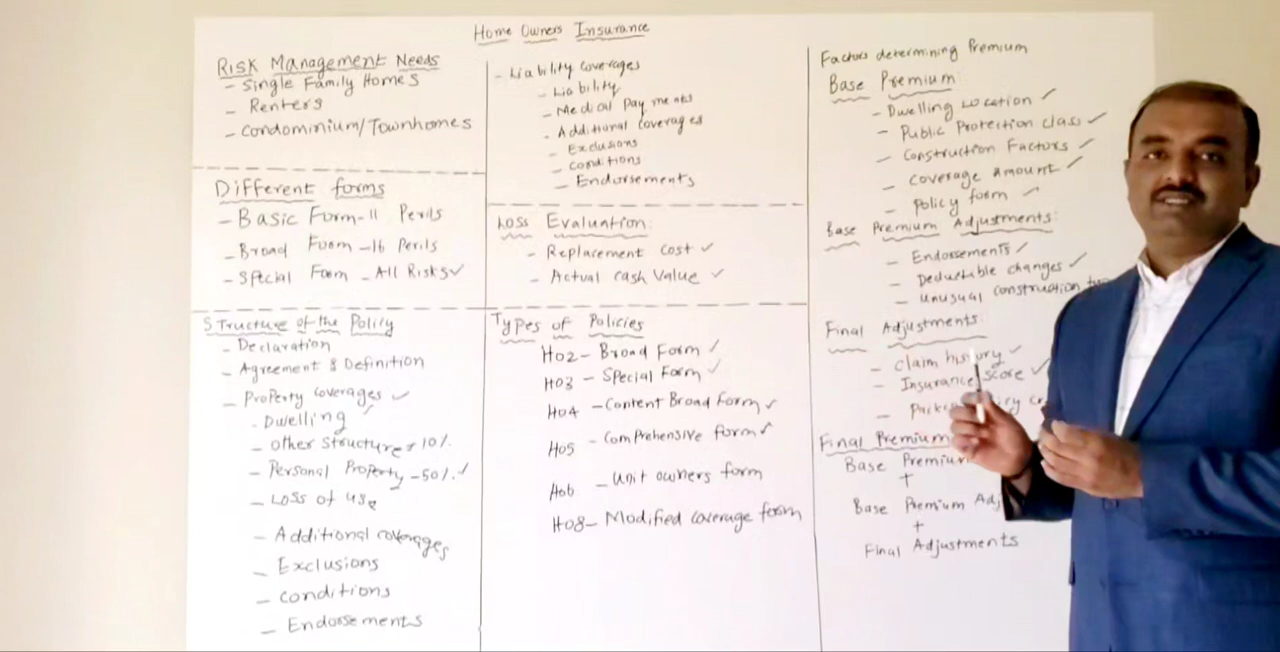 Home Owners Insurance
Risk Management Needs
- Single Family Homes
- Renters
- Condominium/Townhomes
Different forms
- Basic Form - 11 Perils
- Broad Form - 16 Perils
- Special Form - All Risks ✓
Structure of the Policy
- Declaration
- Agreement & Definition
- Property coverages ✓
- Dwelling ✓
- Other Structure + 10%
- Personal Property - 50% ✓
- Loss of use
- Additional coverages
- Exclusions
- Conditions
- Endorsements
- Liability coverages
- Liability
- Medical Payments
- Additional coverages
- Exclusions
- Conditions
- Endorsements
Loss Evaluation:
- Replacement cost ✓
- Actual cash Value ✓
Types of Policies
HO2 - Broad Form ✓
HO3 - Special Form ✓
HO4 - Content Broad Form ✓
HO5 - Comprehensive form ✓
HO6 - Unit owners form
HO8 - Modified coverage form
Factors determining Premium
Base Premium:
- Dwelling Location ✓
- Public Protection class ✓
- Construction Factors ✓
- Coverage Amount ✓
- Policy form ✓
Base Premium Adjustments:
- Endorsements ✓
- Deductable changes ✓
- Unusual construction
Final Adjustments:
- Claim history ✓
- Insurance Score ✓
Final Premium
Base Premium
+
Base Premium Adj
+
Final Adjustments